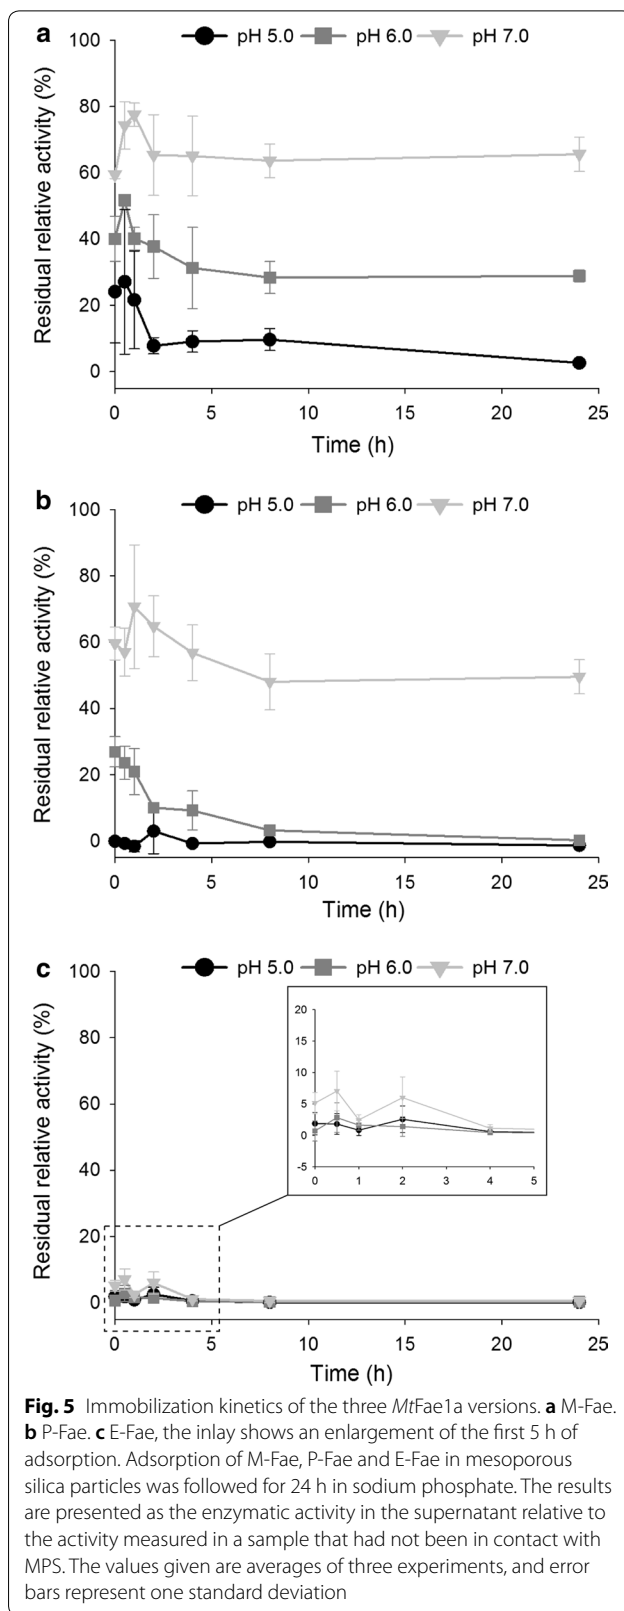 a
pH 5.0 pH 6.0 pH 7.0
100
80
60
40
20
0
Residual relative activity (%)
0 5 10 15 20 25
Time (h)
b
pH 5.0 pH 6.0 pH 7.0
100
80
60
40
20
0
Residual relative activity (%)
0 5 10 15 20 25
Time (h)
c
pH 5.0 pH 6.0 pH 7.0
100
80
60
40
20
0
Residual relative activity (%)
20
15
10
5
0
-5
0 1 2 3 4 5
0 5 10 15 20 25
Time (h)
Fig. 5 Immobilization kinetics of the three MtFae1a versions. a M-Fae.
b P-Fae. c E-Fae, the inlay shows an enlargement of the first 5 h of
adsorption. Adsorption of M-Fae, P-Fae and E-Fae in mesoporous
silica particles was followed for 24 h in sodium phosphate. The results
are presented as the enzymatic activity in the supernatant relative to
the activity measured in a sample that had not been in contact with
MPS. The values given are averages of three experiments, and error
bars represent one standard deviation